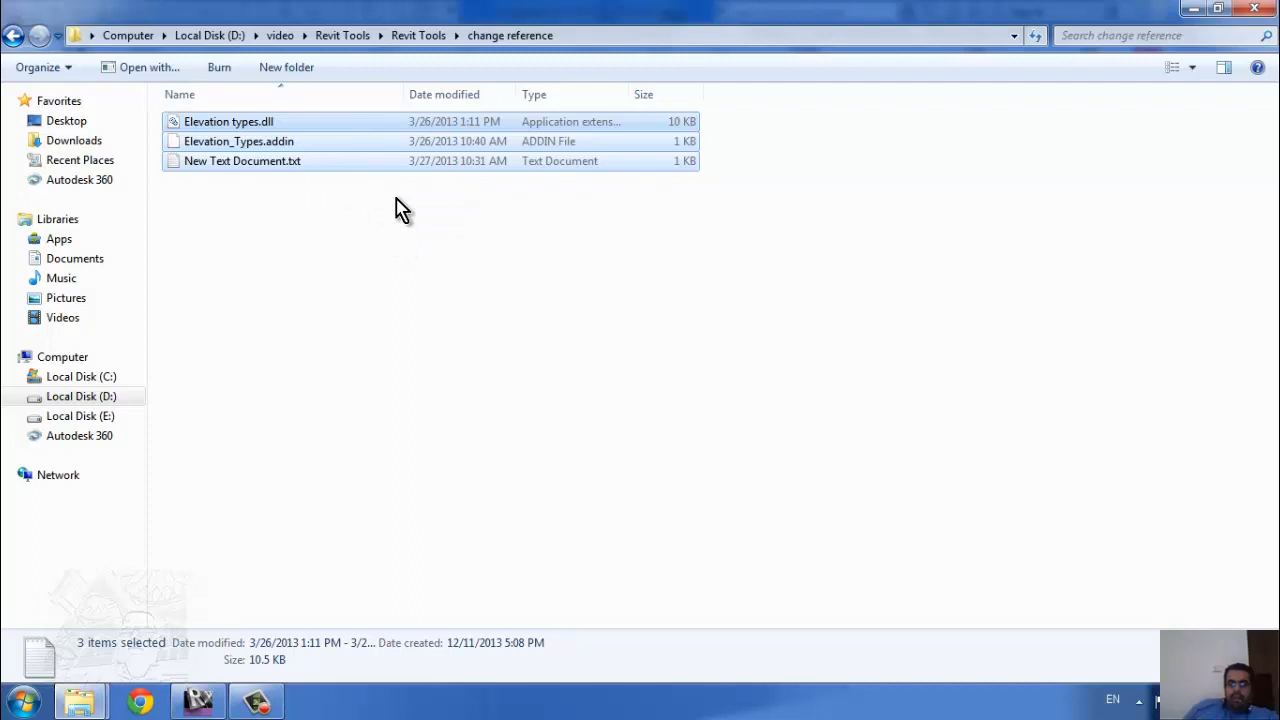 Computer Local Disk (D:) video Revit Tools Revit Tools change reference Search change reference
Organize Open with... Burn New folder
Name Date modified Type Size
Elevation types.dll 3/26/2013 1:11 PM Application extens... 10 KB
Elevation_Types.addin 3/26/2013 10:40 AM ADDIN File 1 KB
New Text Document.txt 3/27/2013 10:31 AM Text Document 1 KB
Favorites
Desktop
Downloads
Recent Places
Autodesk 360
Libraries
Apps
Documents
Music
Pictures
Videos
Computer
Local Disk (C:)
Local Disk (D:)
Local Disk (E:)
Autodesk 360
Network
3 items selected Date modified: 3/26/2013 1:11 PM - 3/2... Date created: 12/11/2013 5:08 PM
Size: 10.5 KB
EN